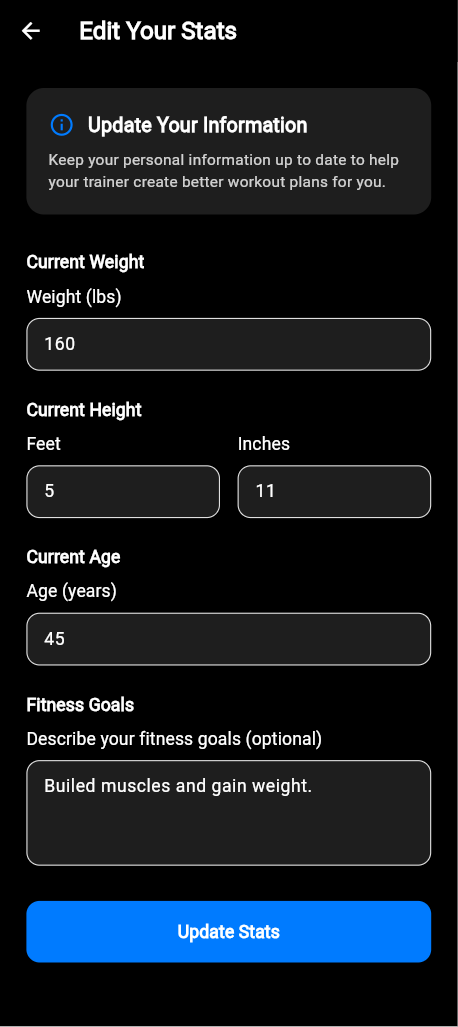 Edit Your Stats
Update Your Information
Keep your personal information up to date to help
your trainer create better workout plans for you.
Current Weight
Weight (lbs)
160
Current Height
Feet
Inches
5
11
Current Age
Age (years)
45
Fitness Goals
Describe your fitness goals (optional)
Builed muscles and gain weight.
Update Stats